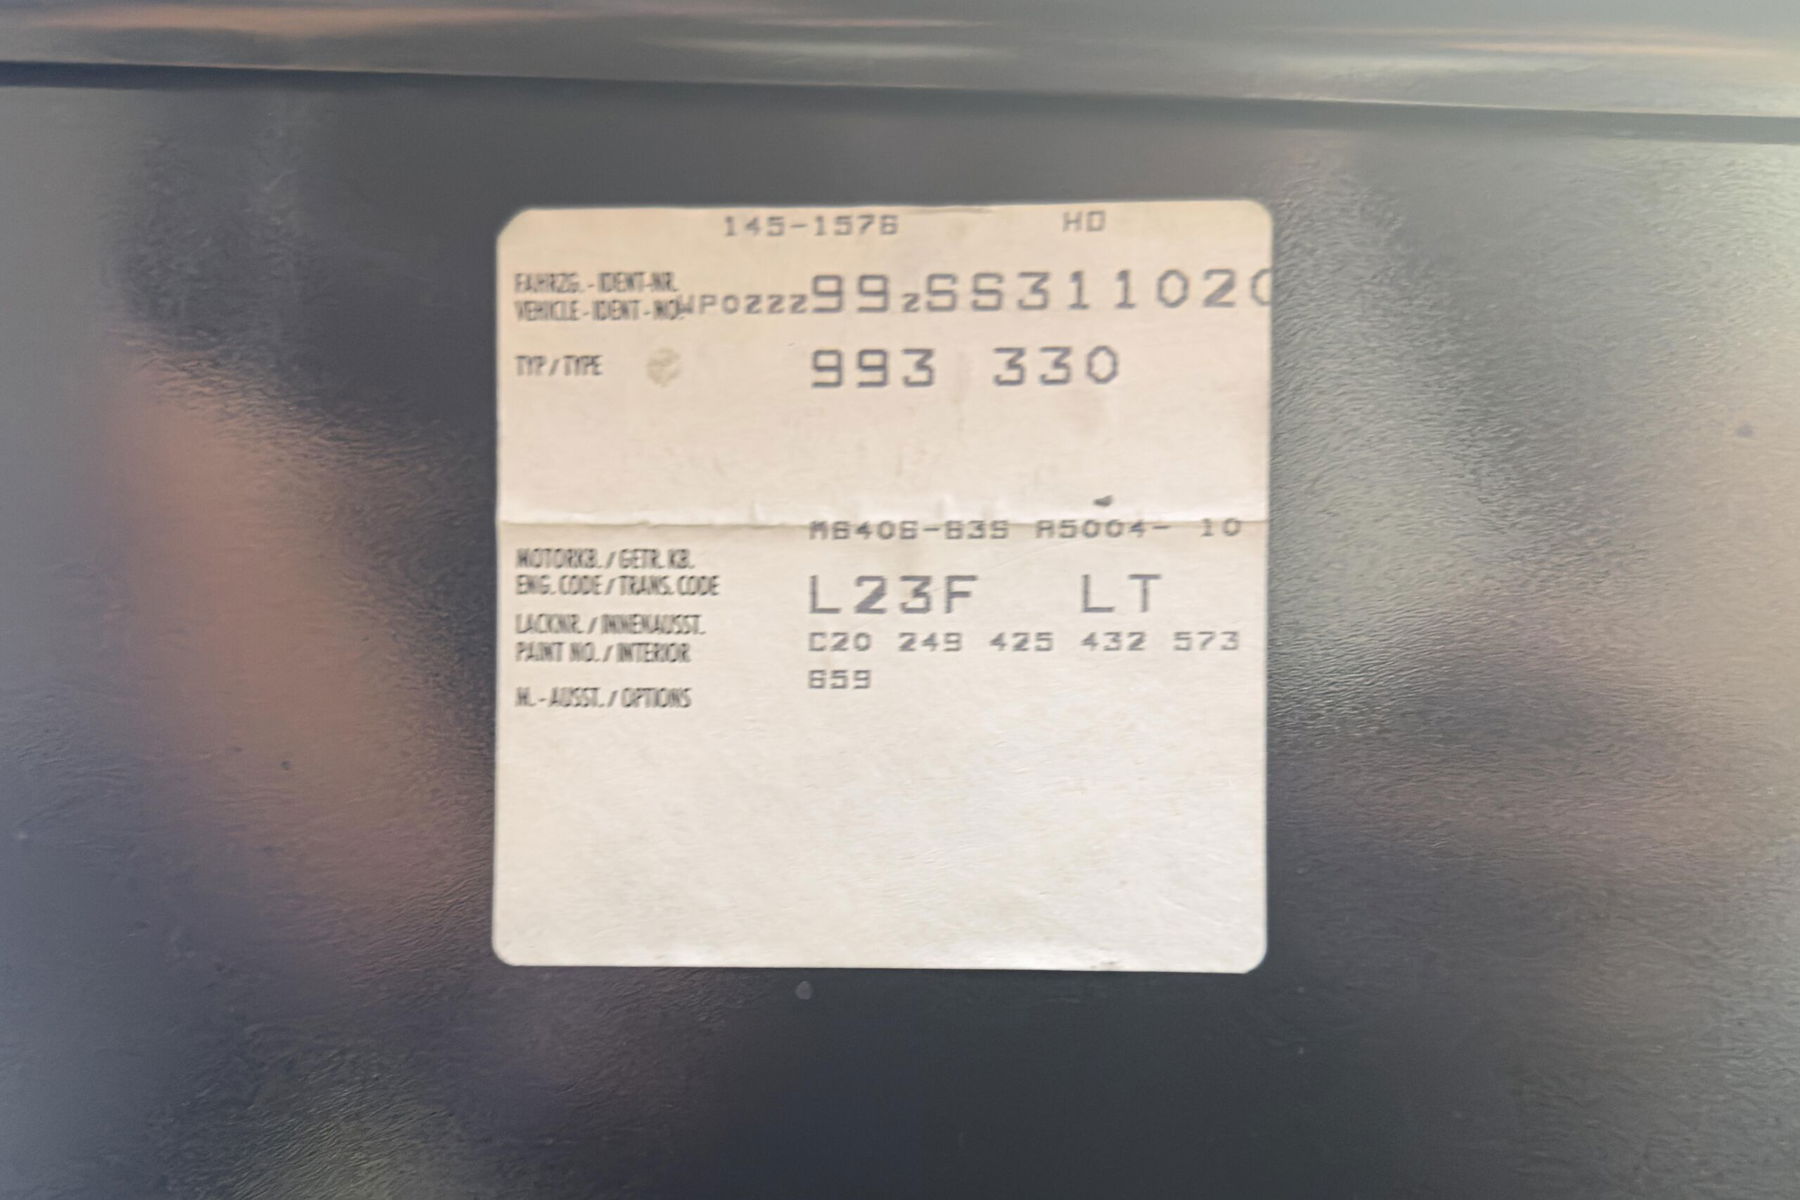 145-1576 HD
FAHRZG.-IDENT-NR.
VEHICLE-IDENT-NO. WP0ZZZ99ZSS311020
TYP/TYPE 993 330
M6406-63S A5004- 10
MOTORKB./GETR. KB.
ENG. CODE/TRANS. CODE L23F LT
LACKNR./INNENAUSST.
PAINT NO./INTERIOR C20 249 425 432 573
659
M.-AUSST./OPTIONS